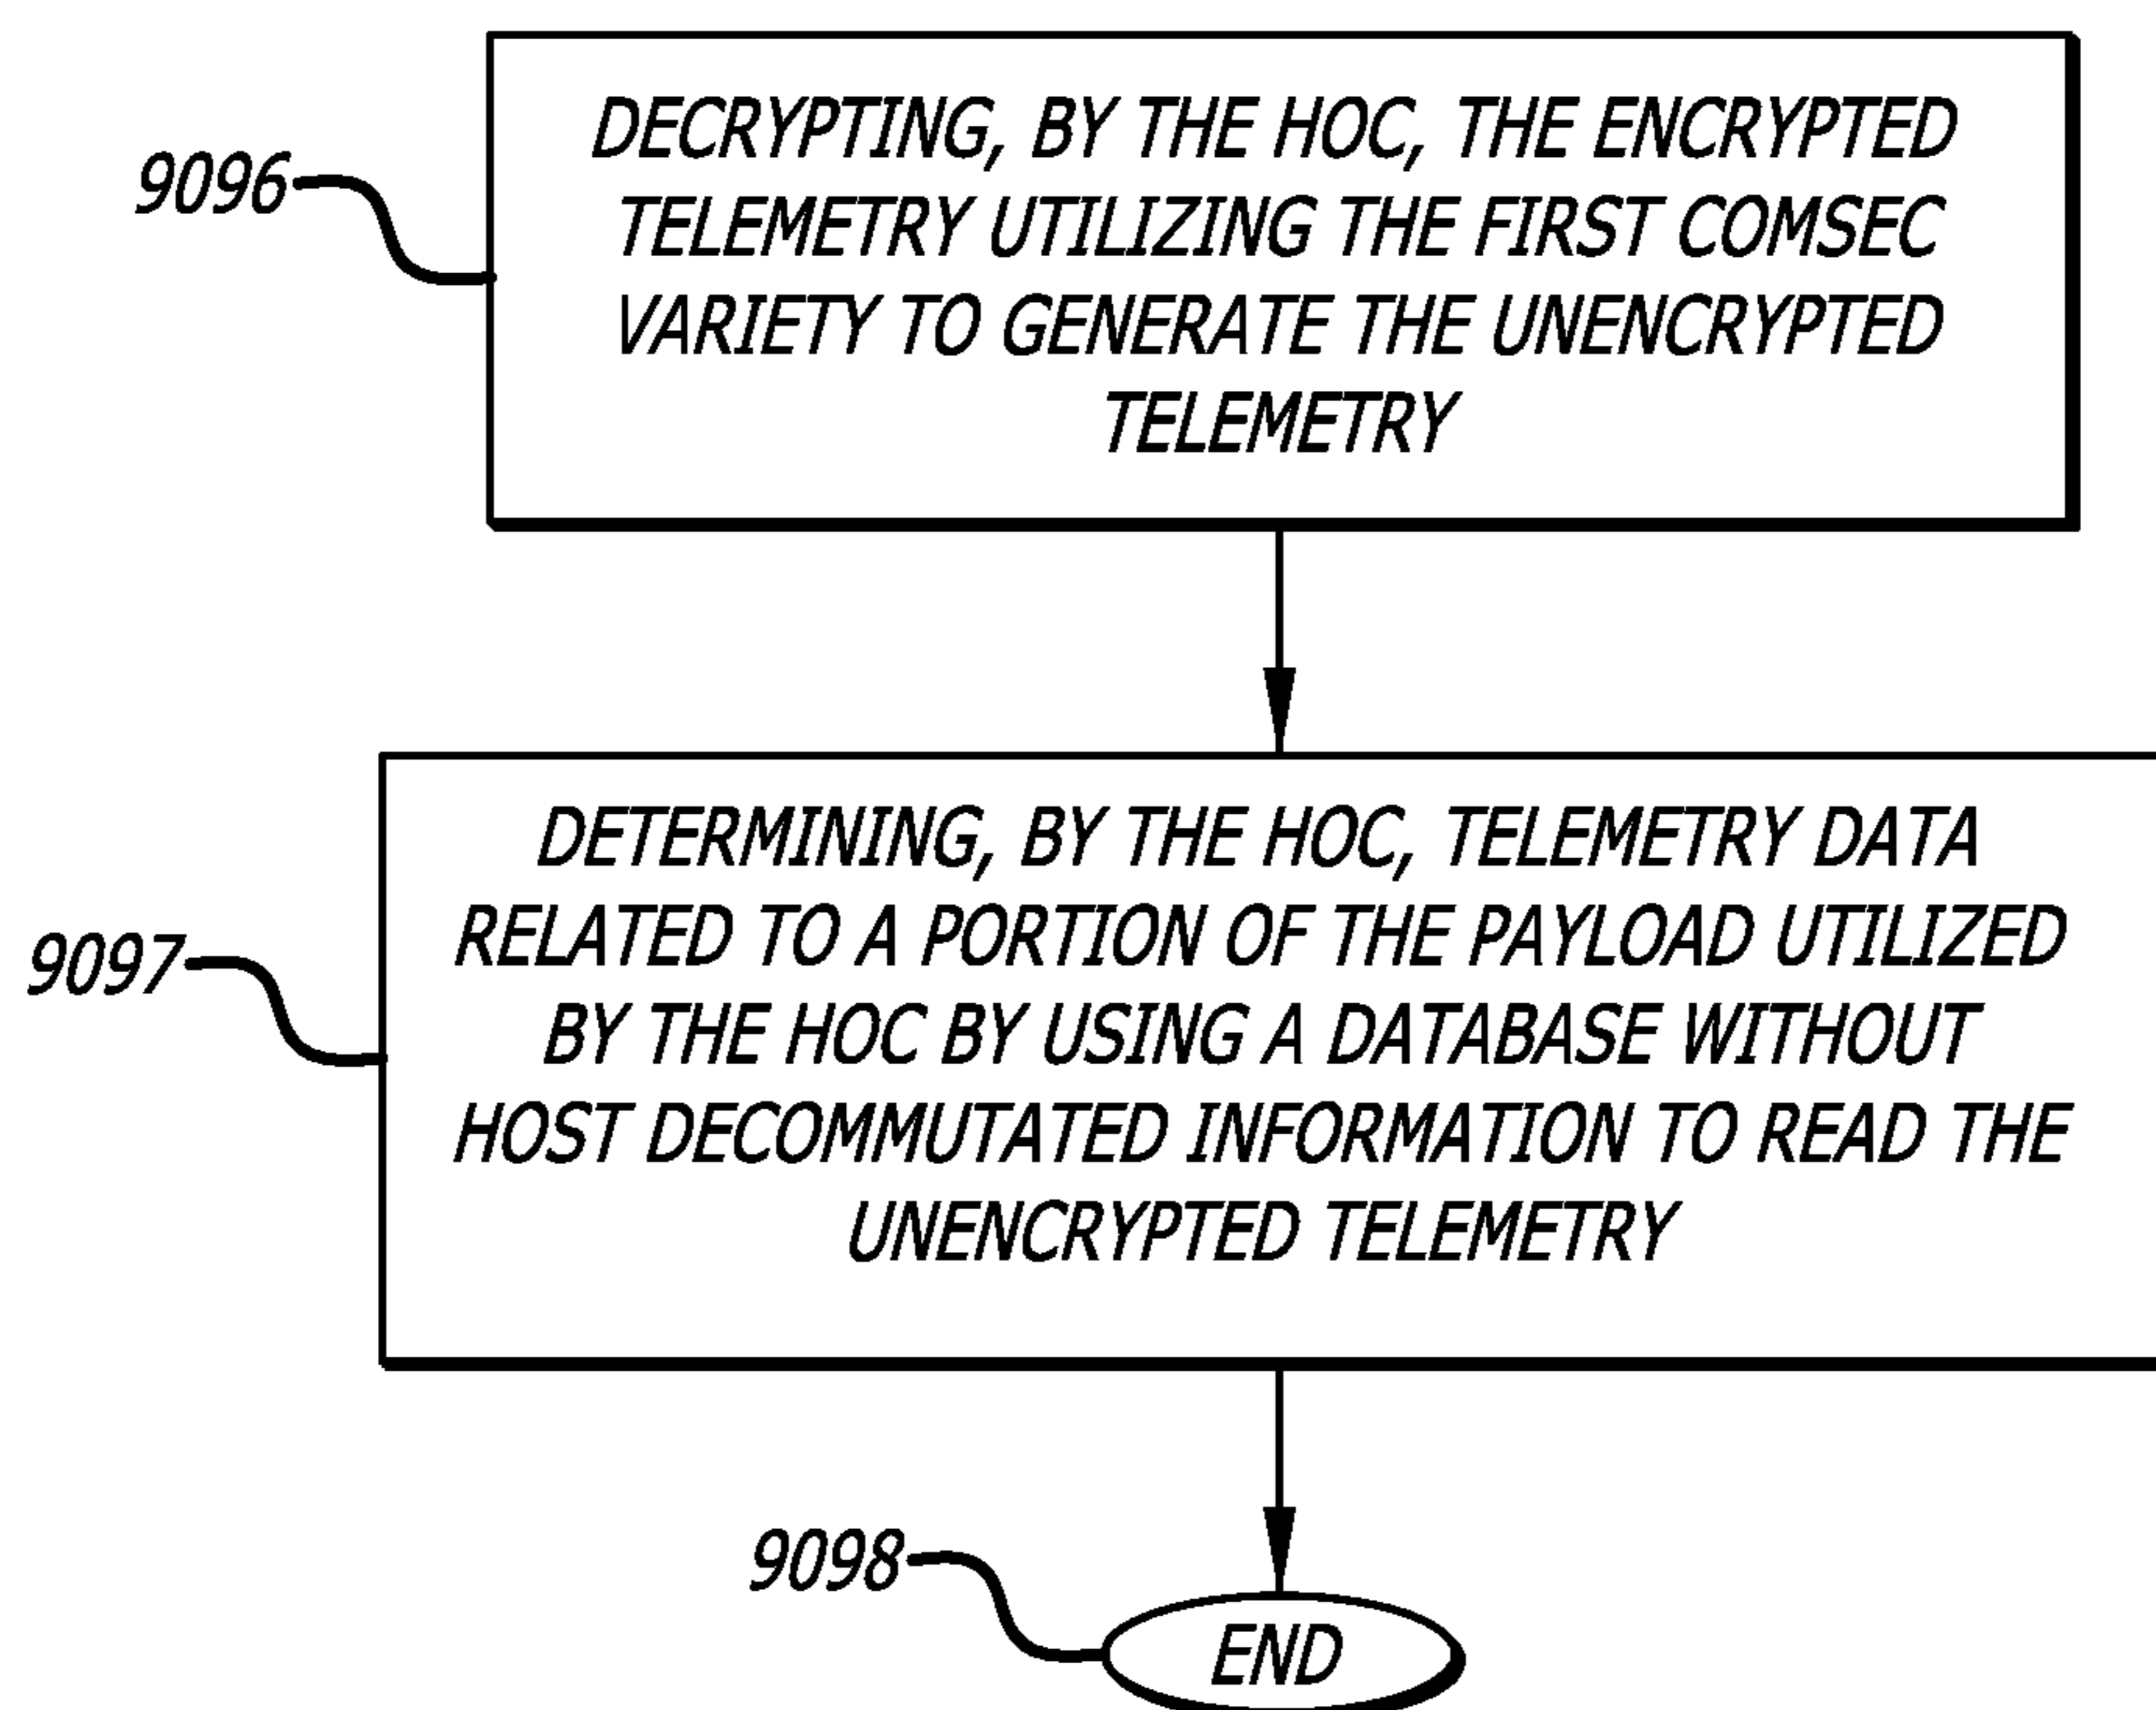 9096
DECRYPTING, BY THE HOC, THE ENCRYPTED
TELEMETRY UTILIZING THE FIRST COMSEC
VARIETY TO GENERATE THE UNENCRYPTED
TELEMETRY
9097
DETERMINING, BY THE HOC, TELEMETRY DATA
RELATED TO A PORTION OF THE PAYLOAD UTILIZED
BY THE HOC BY USING A DATABASE WITHOUT
HOST DECOMMUTATED INFORMATION TO READ THE
UNENCRYPTED TELEMETRY
9098
END